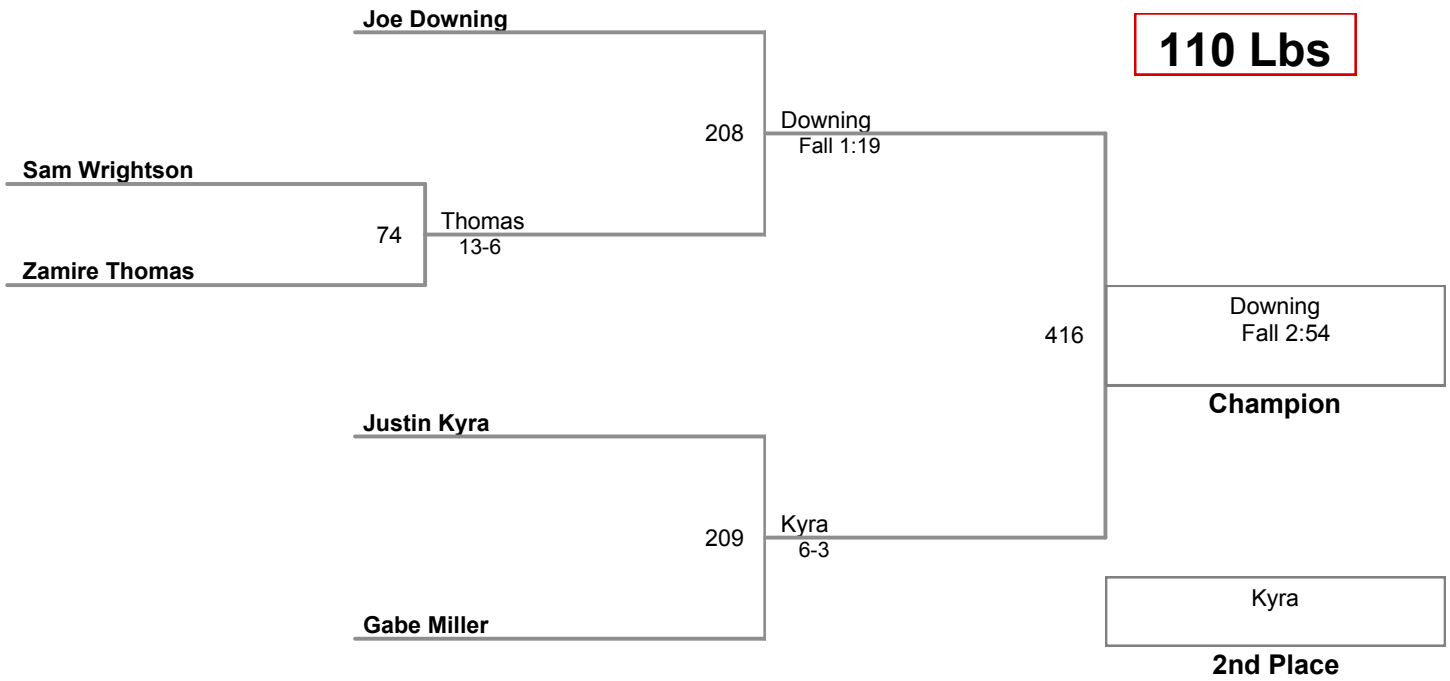 Joe Downing
110 Lbs
208
Downing
Fall 1:19
Sam Wrightson
74
Thomas
13-6
Zamire Thomas
416
Downing
Fall 2:54
Champion
Justin Kyra
209
Kyra
6-3
Gabe Miller
Kyra
2nd Place